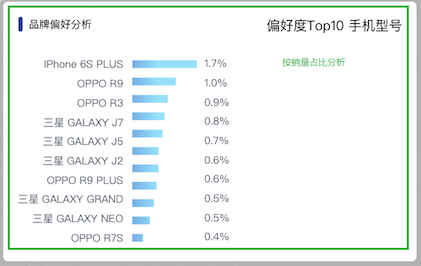 品牌偏好分析
偏好度Top10 手机型号
按销量占比分析
IPhone 6S PLUS 1.7%
OPPO R9 1.0%
OPPO R3 0.9%
三星 GALAXY J7 0.8%
三星 GALAXY J5 0.7%
三星 GALAXY J2 0.6%
OPPO R9 PLUS 0.6%
三星 GALAXY GRAND 0.5%
三星 GALAXY NEO 0.5%
OPPO R7S 0.4%